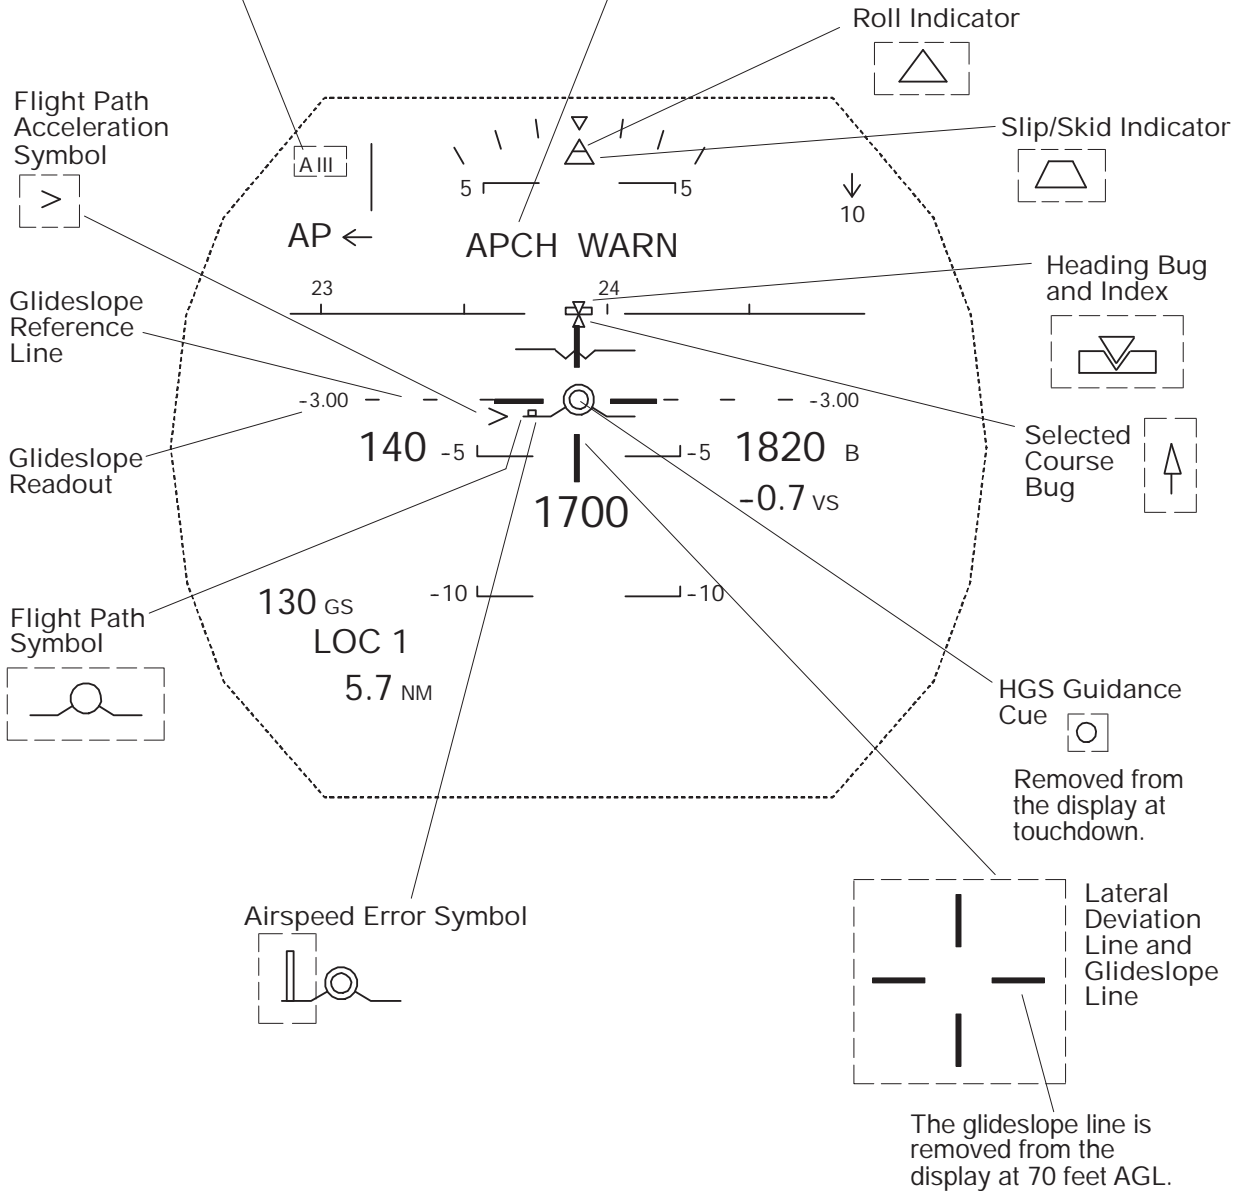 Roll Indicator
Flight Path
Acceleration
Symbol
Slip/Skid Indicator
A III
5
5
10
AP
APCH WARN
Heading Bug
and Index
23
24
Glideslope
Reference
Line
-3.00
-3.00
Glideslope
Readout
140
-5
-5
1820 B
Selected
Course
Bug
-0.7 VS
1700
-10
-10
130 GS
LOC 1
5.7 NM
Flight Path
Symbol
HGS Guidance
Cue
Removed from
the display at
touchdown.
Airspeed Error Symbol
Lateral
Deviation
Line and
Glideslope
Line
The glideslope line is
removed from the
display at 70 feet AGL.